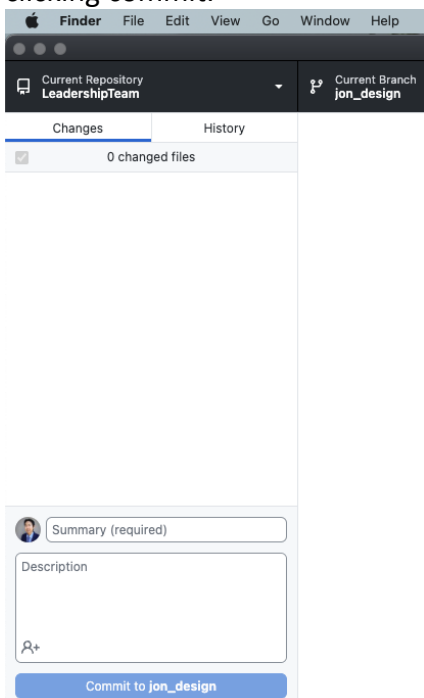 clicking commit.
Finder File Edit View Go Window Help
Current Repository
LeadershipTeam
Current Branch
jon_design
Changes History
0 changed files
Summary (required)
Description
Commit to jon_design